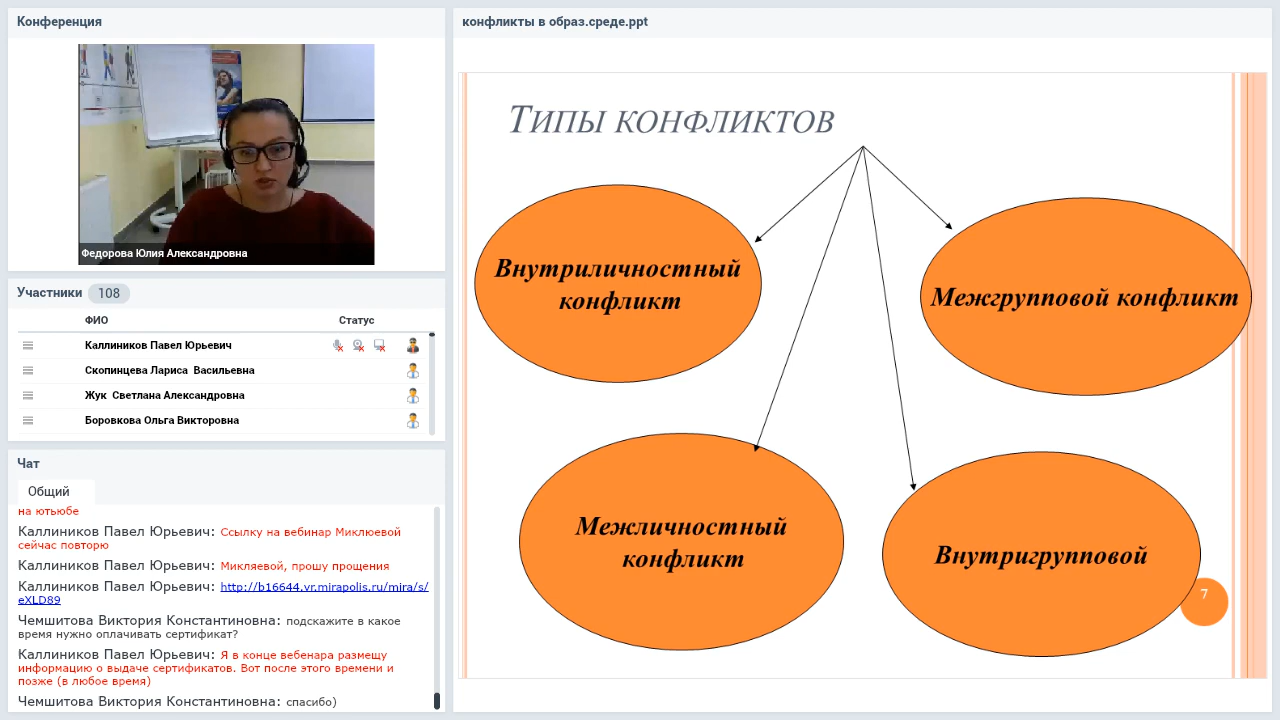 Конференция
Федорова Юлия Александровна
Участники 108
ФИО Статус
Каллиников Павел Юрьевич
Скопинцева Лариса Васильевна
Жук Светлана Александровна
Боровкова Ольга Викторовна
Чат
Общий
на ютьюбе
Каллиников Павел Юрьевич: Ссылку на вебинар Миклюевой
сейчас повторю
Каллиников Павел Юрьевич: Микляевой, прошу прощения
Каллиников Павел Юрьевич: http://b16644.vr.mirapolis.ru/mira/s/
eXLD89
Чемшитова Виктория Константиновна: подскажите в какое
время нужно оплачивать сертификат?
Каллиников Павел Юрьевич: Я в конце вебенара размещу
информацию о выдаче сертификатов. Вот после этого времени и
позже (в любое время)
Чемшитова Виктория Константиновна: спасибо)
конфликты в образ.среде.ppt
Типы конфликтов
Внутриличностный
конфликт
Межгрупповой конфликт
Межличностный
конфликт
Внутригрупповой
7